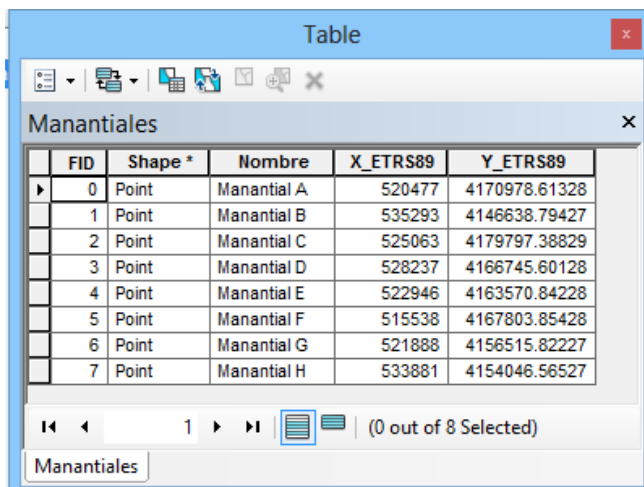 Table
x
Manantiales ×
FID Shape * Nombre X_ETRS89 Y_ETRS89
0 Point Manantial A 520477 4170978.61328
1 Point Manantial B 535293 4146638.79427
2 Point Manantial C 525063 4179797.38829
3 Point Manantial D 528237 4166745.60128
4 Point Manantial E 522946 4163570.84228
5 Point Manantial F 515538 4167803.85428
6 Point Manantial G 521888 4156515.82227
7 Point Manantial H 533881 4154046.56527
1 (0 out of 8 Selected)
Manantiales